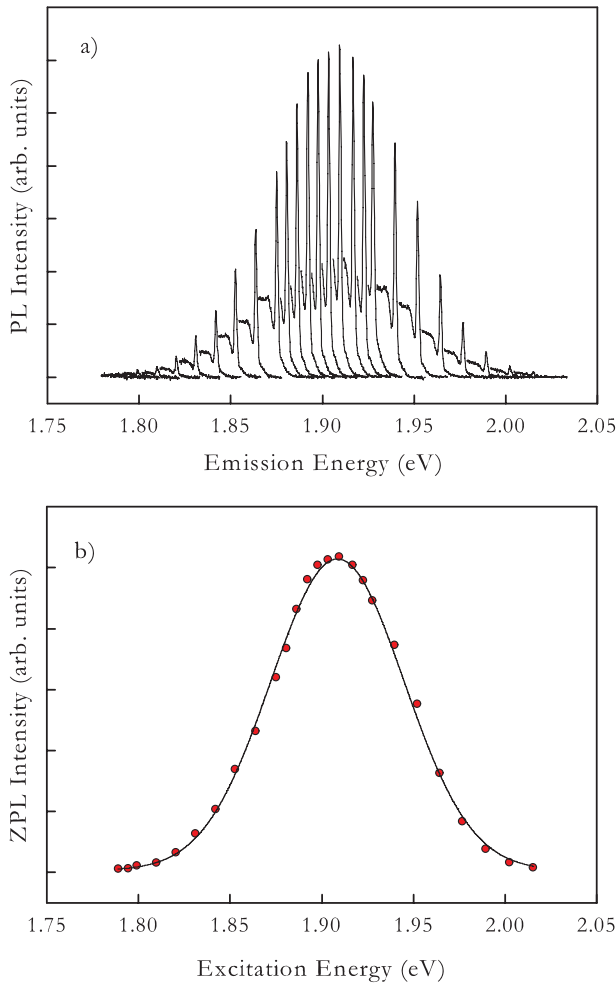 a)
PL Intensity (arb. units)
1.75 1.80 1.85 1.90 1.95 2.00 2.05
Emission Energy (eV)
b)
ZPL Intensity (arb. units)
1.75 1.80 1.85 1.90 1.95 2.00 2.05
Excitation Energy (eV)